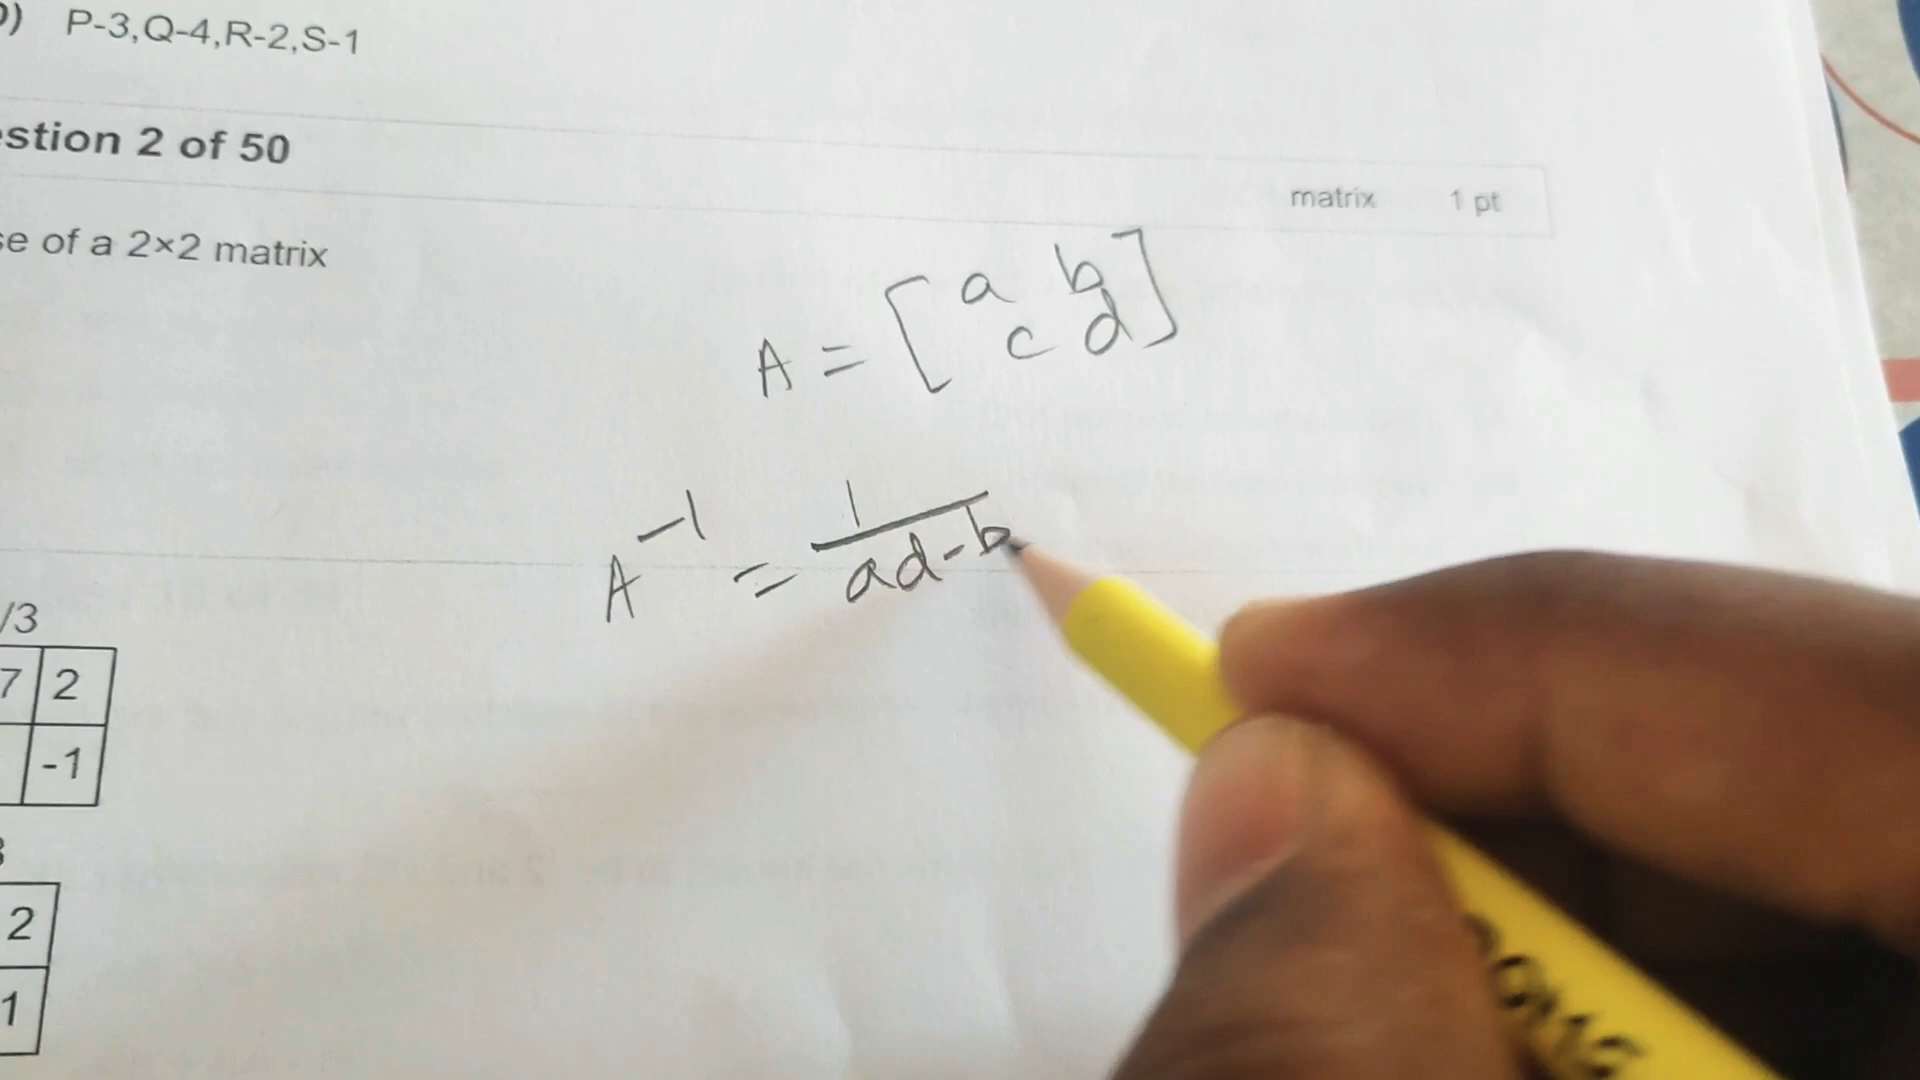 P-3,Q-4,R-2,S-1
stion 2 of 50
matrix 1 pt
se of a 2×2 matrix
a b
A = [ c d ]
A⁻¹ = 1
ad-b
/3
7 2
-1
2
1